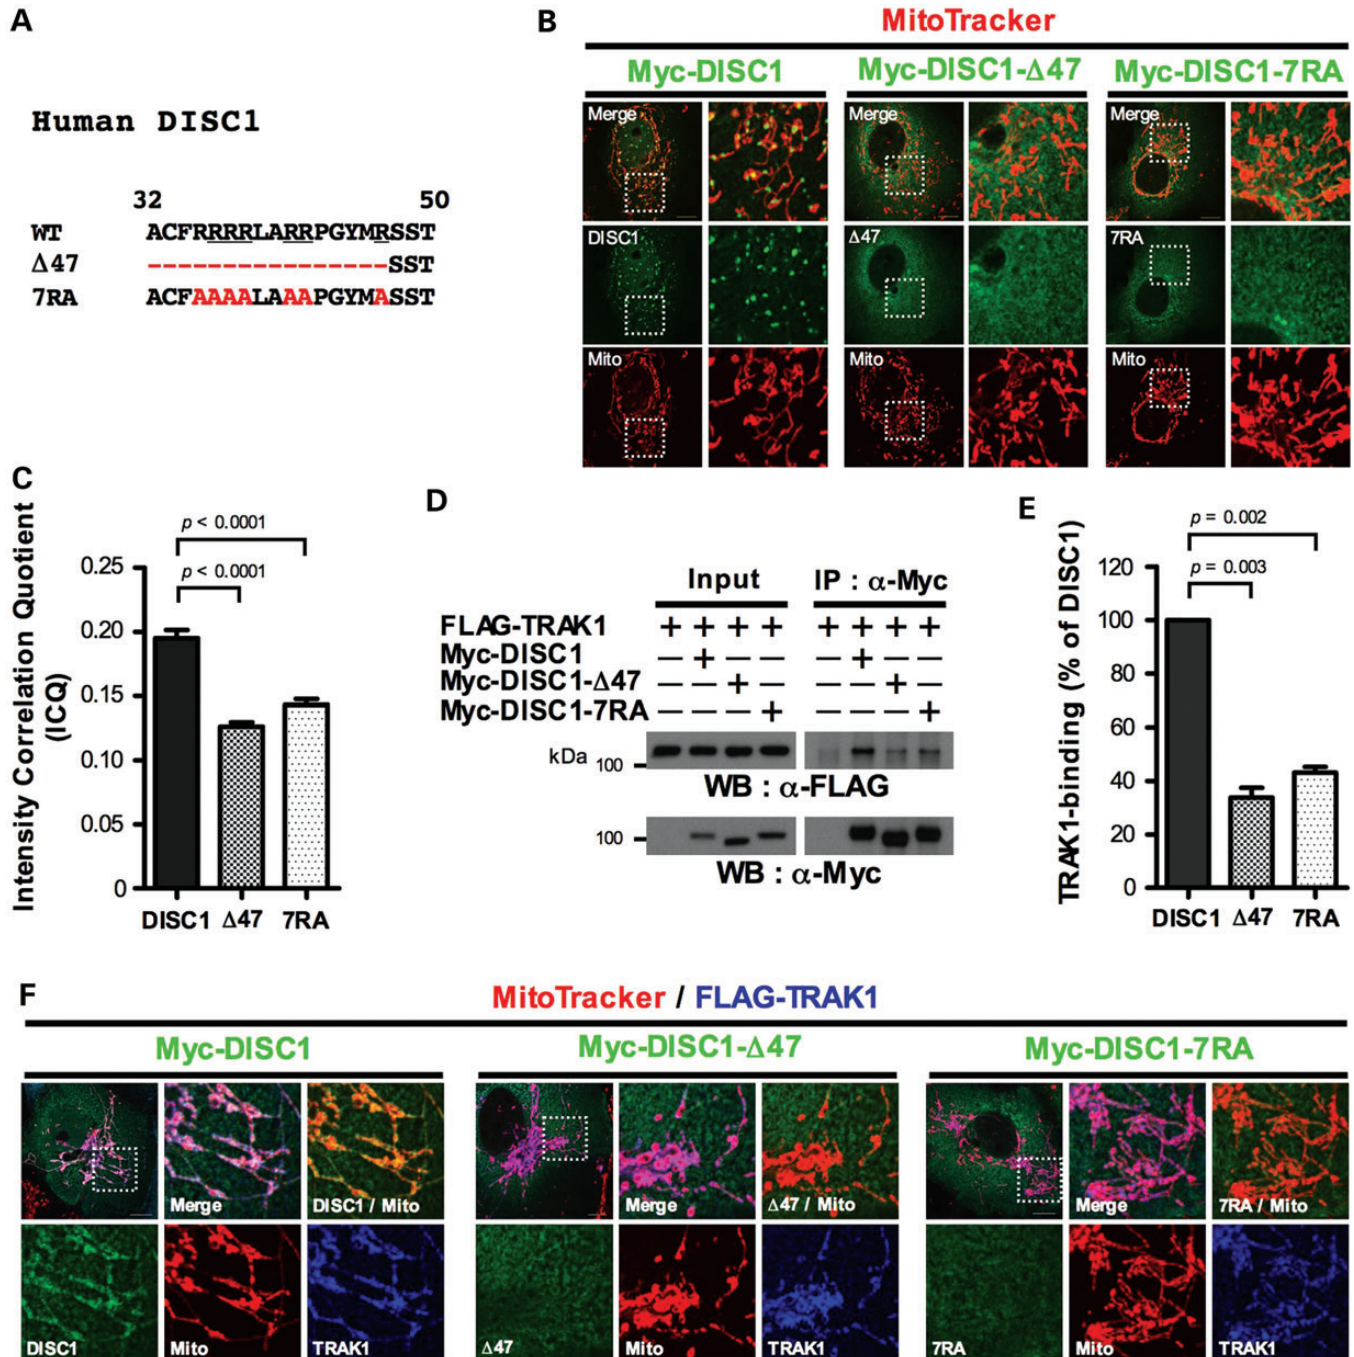 A
Human DISC1
32 50
WT ACFRRRRLARRPGYMRSST
Δ47 ----------------SST
7RA ACFAAAALAAAPGYMASST
B
MitoTracker
Myc-DISC1 Myc-DISC1-Δ47 Myc-DISC1-7RA
Merge Merge Merge
DISC1 Δ47 7RA
Mito Mito Mito
C
Intensity Correlation Quotient
(ICQ)
p < 0.0001
p < 0.0001
0.25
0.20
0.15
0.10
0.05
0
DISC1 Δ47 7RA
D
Input IP : α-Myc
FLAG-TRAK1 + + + + + + + +
Myc-DISC1 — + — — — + — —
Myc-DISC1-Δ47 — — + — — — + —
Myc-DISC1-7RA — — — + — — — +
kDa 100
WB : α-FLAG
100
WB : α-Myc
E
TRAK1-binding (% of DISC1)
p = 0.002
p = 0.003
120
100
80
60
40
20
0
DISC1 Δ47 7RA
F
MitoTracker / FLAG-TRAK1
Myc-DISC1 Myc-DISC1-Δ47 Myc-DISC1-7RA
Merge DISC1 / Mito Merge Δ47 / Mito Merge 7RA / Mito
DISC1 Mito TRAK1 Δ47 Mito TRAK1 7RA Mito TRAK1